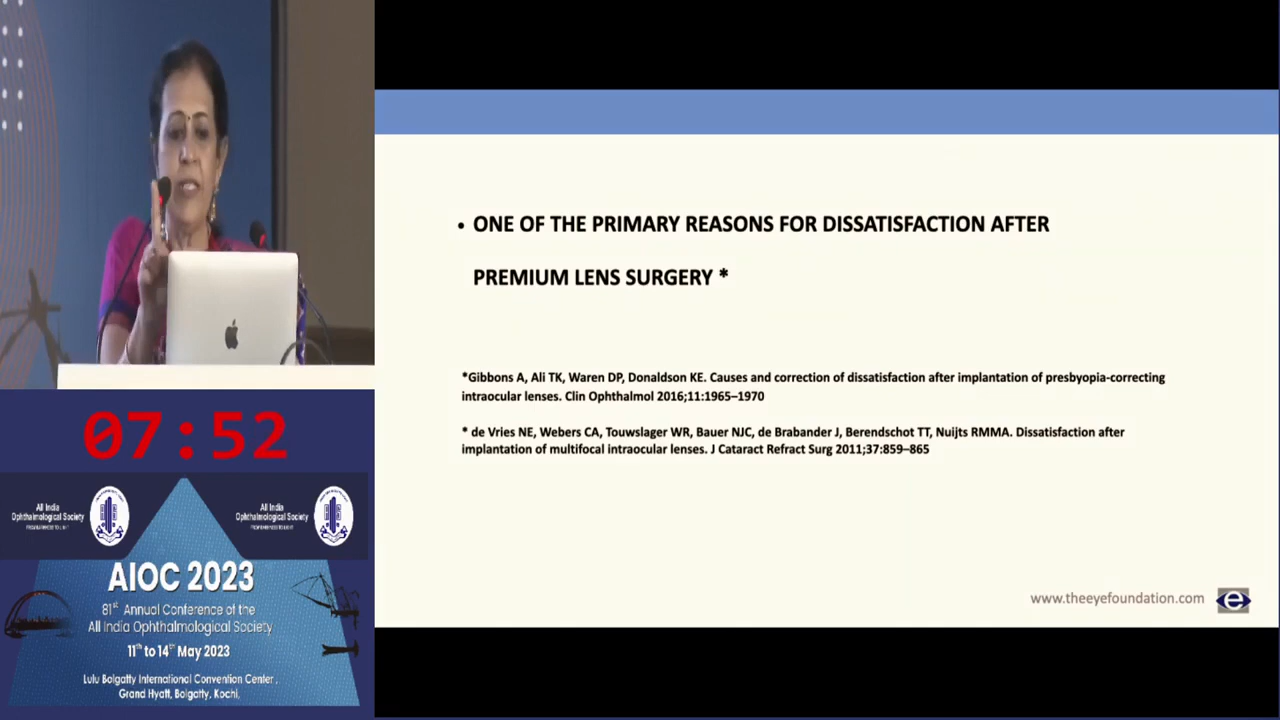 • ONE OF THE PRIMARY REASONS FOR DISSATISFACTION AFTER
PREMIUM LENS SURGERY *
*Gibbons A, Ali TK, Waren DP, Donaldson KE. Causes and correction of dissatisfaction after implantation of presbyopia-correcting
intraocular lenses. Clin Ophthalmol 2016;11:1965–1970
* de Vries NE, Webers CA, Touwslager WR, Bauer NJC, de Brabander J, Berendschot TT, Nuijts RMMA. Dissatisfaction after
implantation of multifocal intraocular lenses. J Cataract Refract Surg 2011;37:859–865
www.theeyefoundation.com
e
07:52
All India
Ophthalmological Society
All India
Ophthalmological Society
AIOC 2023
81st Annual Conference of the
All India Ophthalmological Society
11th to 14th May 2023
Lulu Bolgatty International Convention Center,
Grand Hyatt, Bolgatty, Kochi,